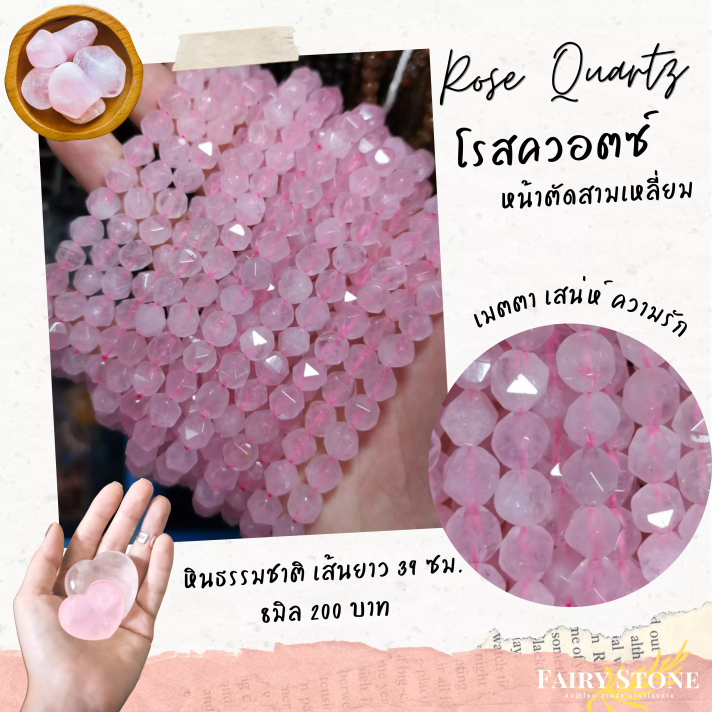 Rose Quartz
โรสควอตซ์
หน้าตัดสามเหลี่ยม
เมตตา เสน่ห์ ความรัก
หินธรรมชาติ เส้นยาว 39 ซม.
8มิล 200 บาท
FAIRY STONE